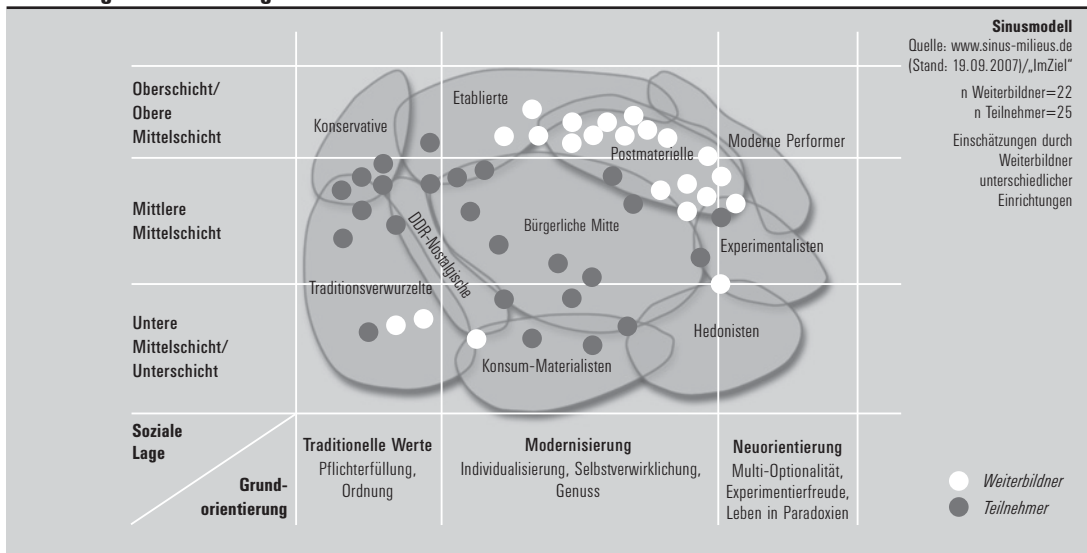 Sinusmodell
Quelle: www.sinus-milieus.de
(Stand: 19.09.2007)/„ImZiel"
n Weiterbildner=22
n Teilnehmer=25
Einschätzungen durch
Weiterbildner
unterschiedlicher
Einrichtungen
Oberschicht/
Obere
Mittelschicht
Konservative
Etablierte
Postmaterielle
Moderne Performer
Mittlere
Mittelschicht
DDR-Nostalgische
Bürgerliche Mitte
Experimentalisten
Traditionsverwurzelte
Untere
Mittelschicht/
Unterschicht
Hedonisten
Konsum-Materialisten
Soziale
Lage
Grund-
orientierung
Traditionelle Werte
Pflichterfüllung,
Ordnung
Modernisierung
Individualisierung, Selbstverwirklichung,
Genuss
Neuorientierung
Multi-Optionalität,
Experimentierfreude,
Leben in Paradoxien
Weiterbildner
Teilnehmer